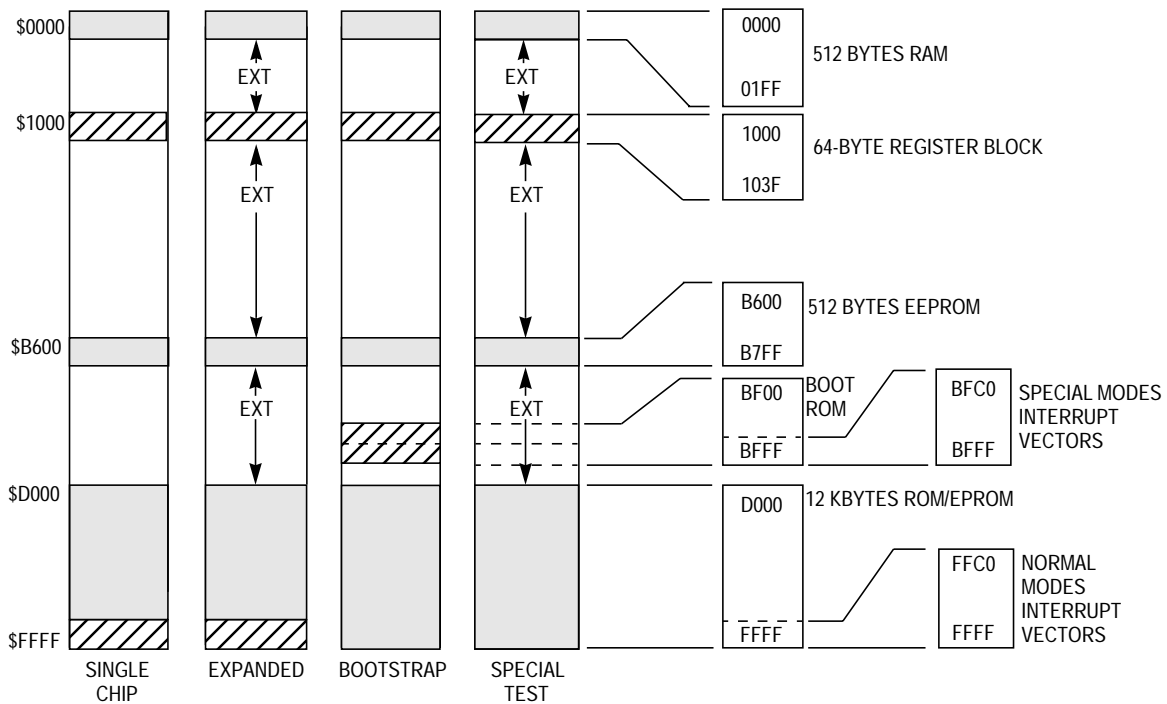 $0000
$1000
$B600
$D000
$FFFF
EXT
EXT
EXT
EXT
EXT
EXT
SINGLE
CHIP
EXPANDED
BOOTSTRAP
SPECIAL
TEST
0000
01FF
512 BYTES RAM
1000
103F
64-BYTE REGISTER BLOCK
B600
B7FF
512 BYTES EEPROM
BF00
BFFF
BOOT
ROM
BFC0
BFFF
SPECIAL MODES
INTERRUPT
VECTORS
D000
FFFF
12 KBYTES ROM/EPROM
FFC0
FFFF
NORMAL
MODES
INTERRUPT
VECTORS